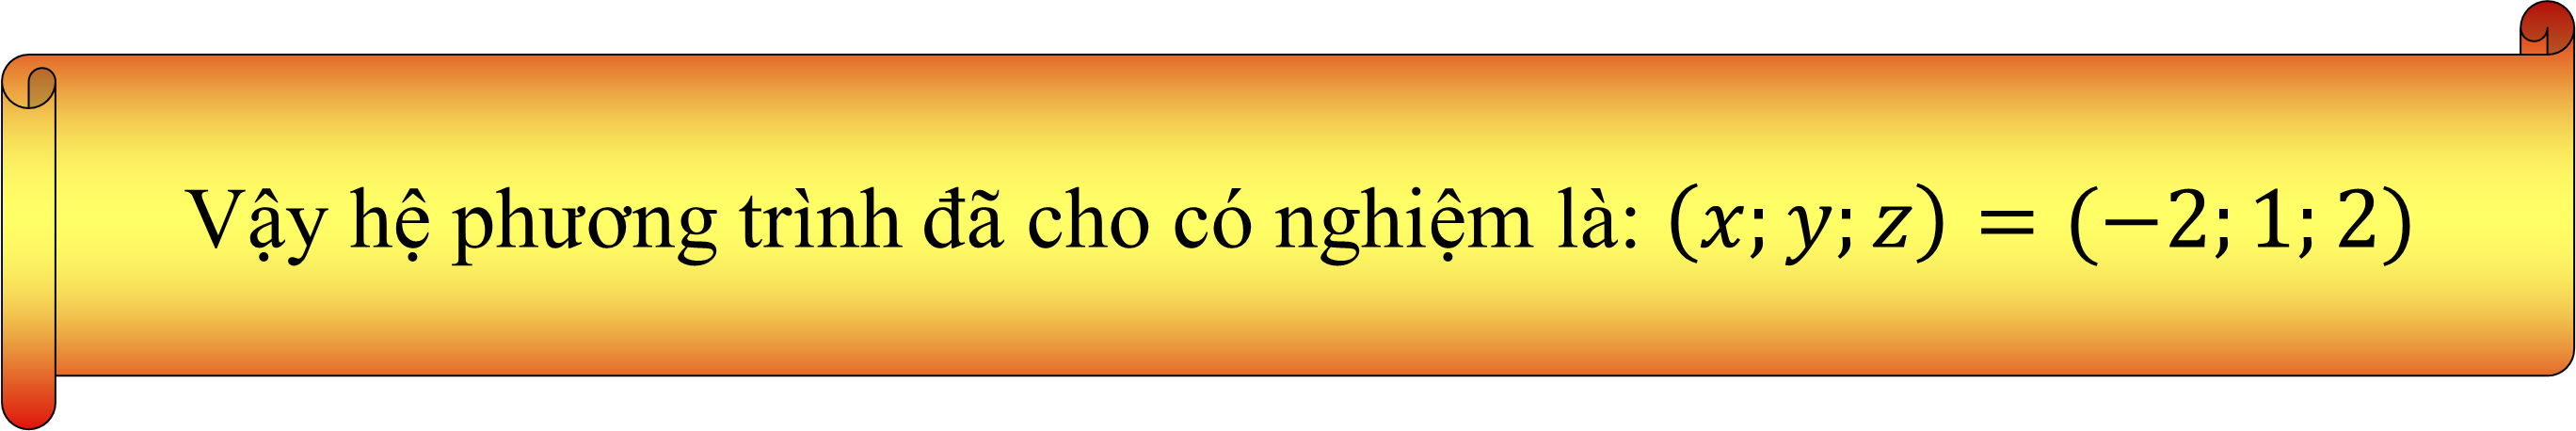 Vậy hệ phương trình đã cho có nghiệm là: (x; y; z) = (−2; 1; 2)